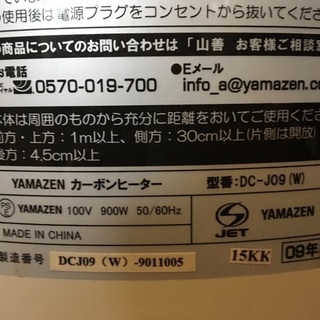 使用後は電源プラグをコンセントから抜いてくださ
の商品についてのお問い合わせは「山善 お客様ご相談室
お電話
0570-019-700
●Eメール
info_a@yamazen.co
体は周囲のものから充分に距離をおいてご使用くださ
前方・上方:1m以上、側方:30cm以上(片側は開放)
後方:4.5cm以上
YAMAZEN カーボンヒーター 型番:DC-J09(W)
PS E YAMAZEN 100V 900W 50/60Hz
MADE IN CHINA
S JET
製造番号 DCJ09(W)-9011005 15KK 09年